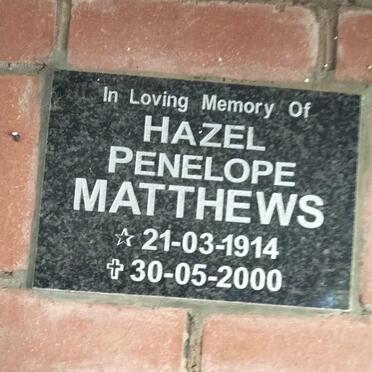 In Loving Memory Of
HAZEL
PENELOPE
MATTHEWS
☆ 21-03-1914
✞ 30-05-2000